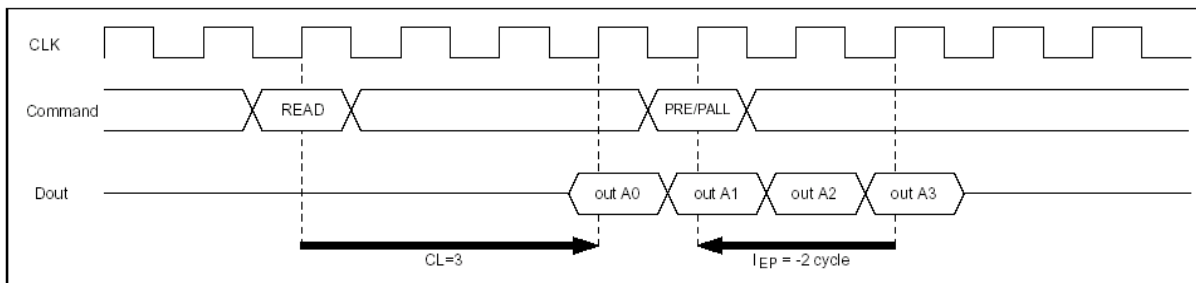 CLK
Command
READ
PRE/PALL
Dout
out A0
out A1
out A2
out A3
CL=3
lEP = -2 cycle